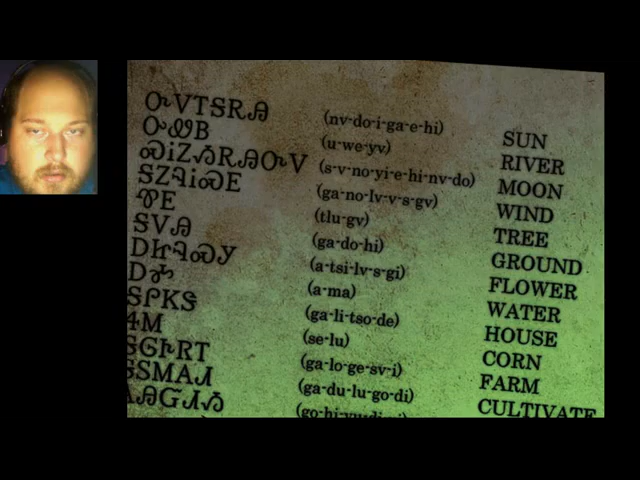 ᏅᏙᎢᎦᎡᎯ (nv-do-i-ga-e-hi) SUN
ᎤᏪᏴ (u-we-yv) RIVER
ᏍᎥᏃᏱᎡᎯᏅᏙ (s-v-no-yi-e-hi-nv-do) MOON
ᎦᏃᎸᎥᏍᎬ (ga-no-lv-v-s-gv) WIND
ᏡᎬ (tlu-gv) TREE
ᎦᏙᎯ (ga-do-hi) GROUND
ᎠᏥᎸᏍᎩ (a-tsi-lv-s-gi) FLOWER
ᎠᎹ (a-ma) WATER
ᎦᎵᏦᏕ (ga-li-tso-de) HOUSE
ᏎᎷ (se-lu) CORN
ᎦᎶᎨᏒᎢ (ga-lo-ge-sv-i) FARM
ᎦᏚᎷᎪᏗ (ga-du-lu-go-di) CULTIVATE